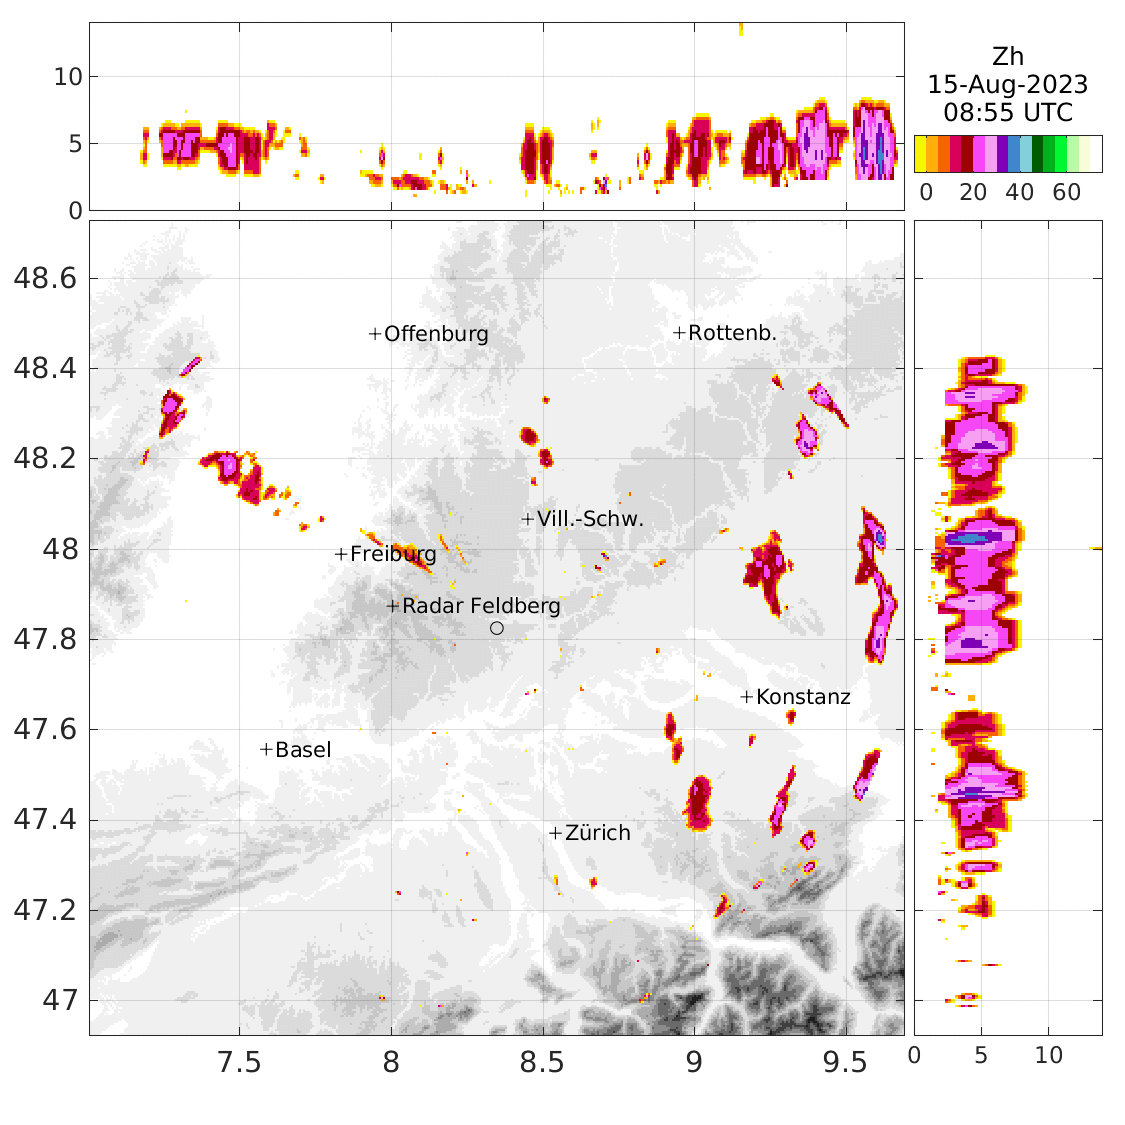 10
5
0
Zh
15-Aug-2023
08:55 UTC
0 20 40 60
48.6
48.4
48.2
48
47.8
47.6
47.4
47.2
47
+Offenburg
+Rottenb.
+Vill.-Schw.
+Freiburg
+Radar Feldberg
+Konstanz
+Basel
+Zürich
7.5 8 8.5 9 9.5
0 5 10